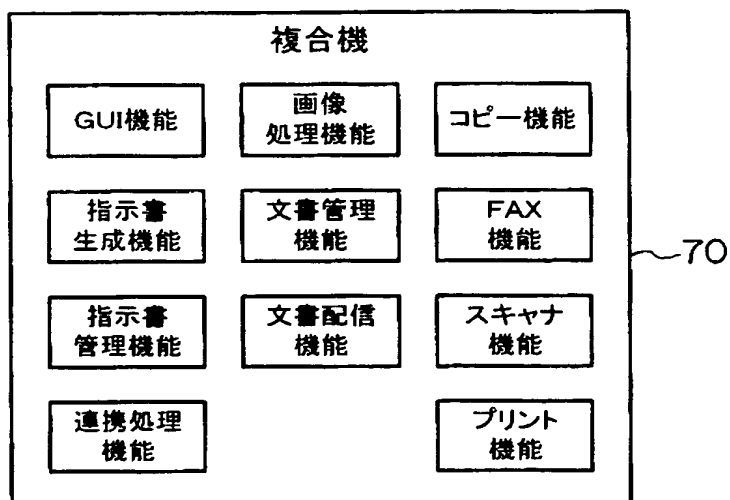 複合機
GUI機能
画像
処理機能
コピー機能
指示書
生成機能
文書管理
機能
FAX
機能
70
指示書
管理機能
文書配信
機能
スキャナ
機能
連携処理
機能
プリント
機能